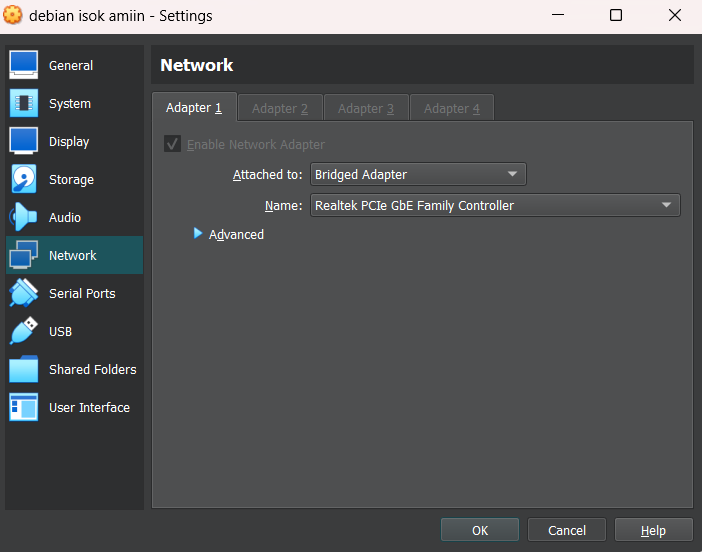 debian isok amiin - Settings
General
System
Display
Storage
Audio
Network
Serial Ports
USB
Shared Folders
User Interface
Network
Adapter 1 Adapter 2 Adapter 3 Adapter 4
Enable Network Adapter
Attached to: Bridged Adapter
Name: Realtek PCIe GbE Family Controller
Advanced
OK Cancel Help